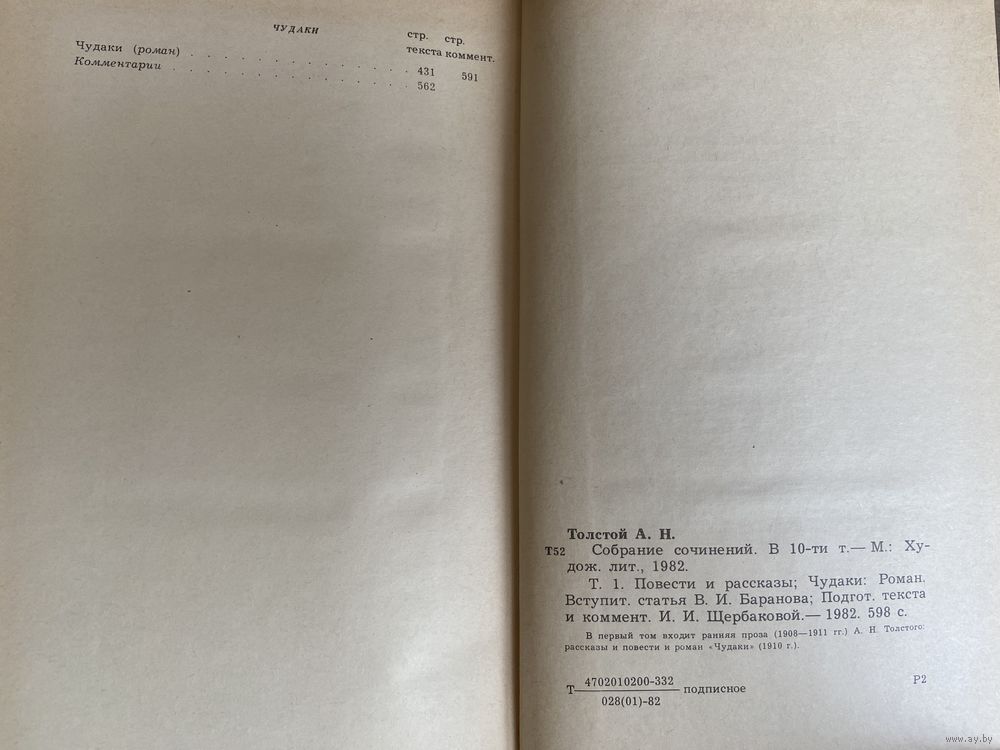 ЧУДАКИ
стр. стр.
текста коммент.
Чудаки (роман) . . . . . . . . . . . . 431 591
Комментарии . . . . . . . . . . . . 562
Толстой А. Н.
Т52 Собрание сочинений. В 10-ти т.— М.: Ху-
дож. лит., 1982.
Т. 1. Повести и рассказы; Чудаки: Роман.
Вступит. статья В. И. Баранова; Подгот. текста
и коммент. И. И. Щербаковой.— 1982. 598 с.
В первый том входит ранняя проза (1908—1911 гг.) А. Н. Толстого:
рассказы и повести и роман «Чудаки» (1910 г.).
4702010200-332
Т подписное Р2
028(01)-82
www.ay.by